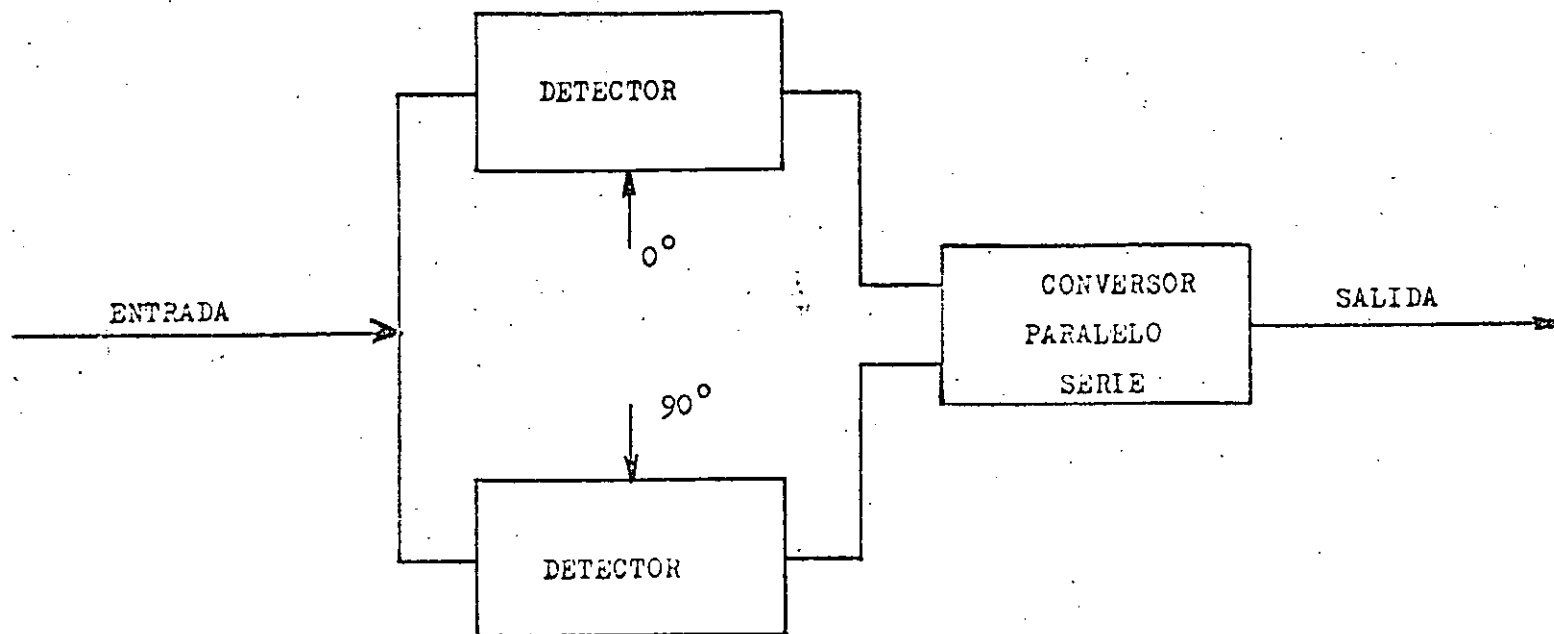 DETECTOR
0°
ENTRADA
CONVERSOR
PARALELO
SERIE
SALIDA
90°
DETECTOR